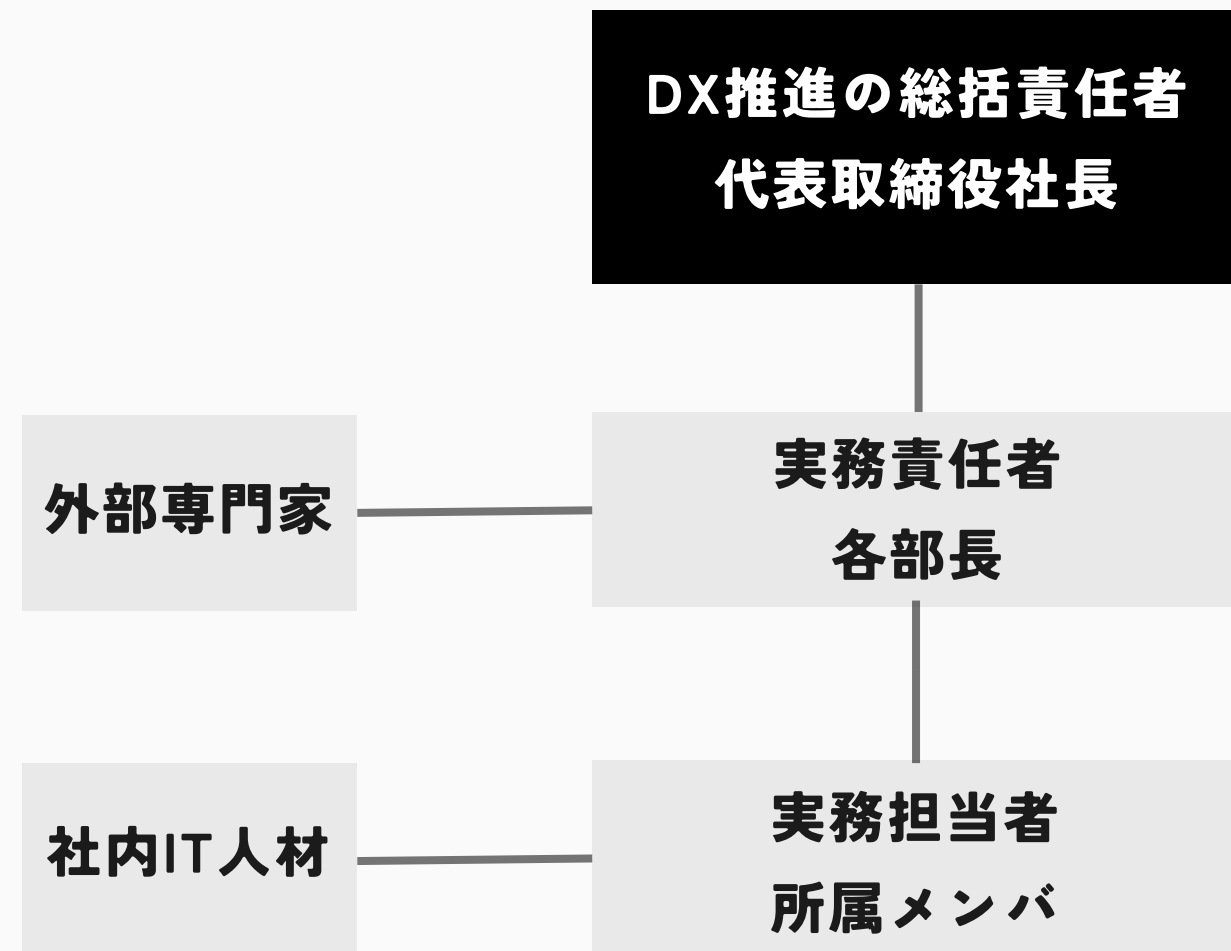 DX推進の総括責任者
代表取締役社長
外部専門家
実務責任者
各部長
社内IT人材
実務担当者
所属メンバ